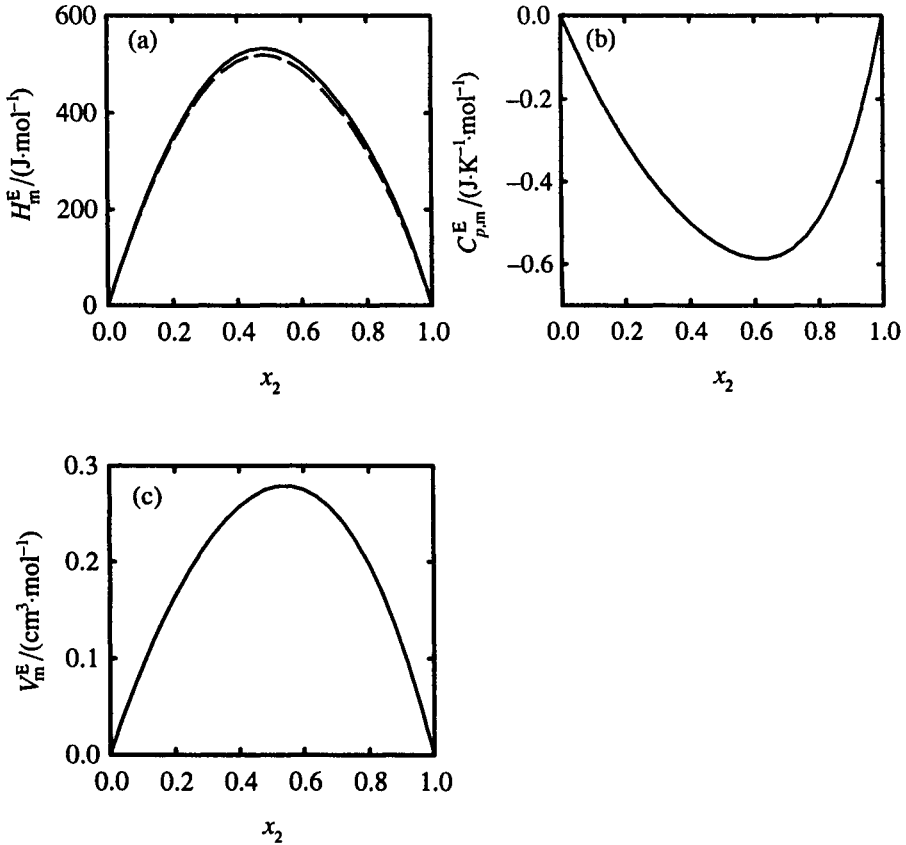 (a)
H_m^E/(J·mol⁻¹)
600
400
200
0
0.0 0.2 0.4 0.6 0.8 1.0
x₂
(b)
C_{p,m}^E/(J·K⁻¹·mol⁻¹)
0.0
−0.2
−0.4
−0.6
0.0 0.2 0.4 0.6 0.8 1.0
x₂
(c)
V_m^E/(cm³·mol⁻¹)
0.3
0.2
0.1
0.0
0.0 0.2 0.4 0.6 0.8 1.0
x₂